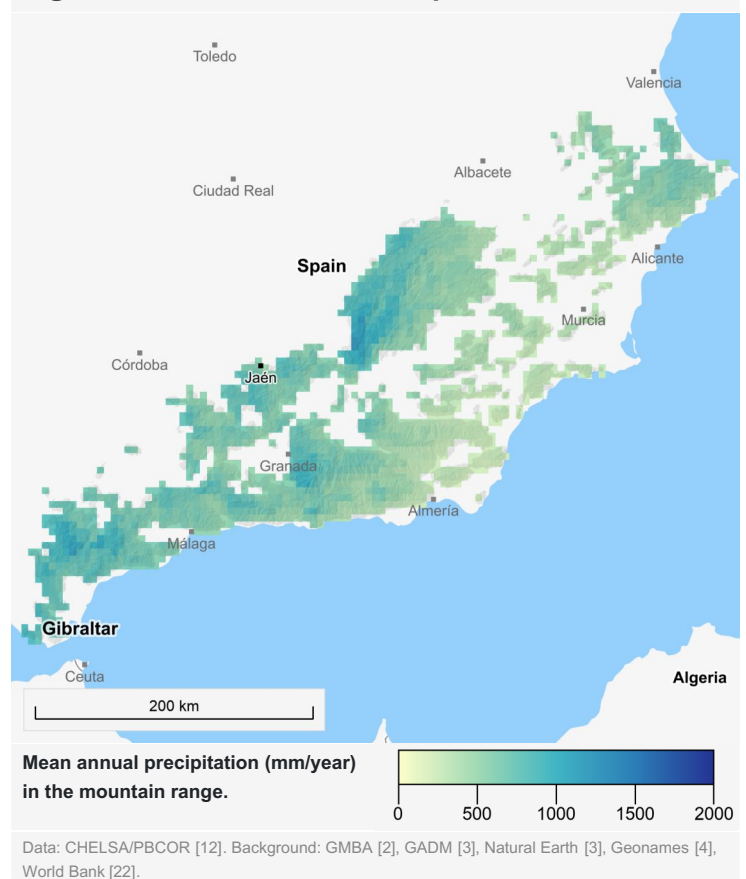 Toledo
Valencia
Albacete
Ciudad Real
Spain
Alicante
Murcia
Córdoba
Jaén
Granada
Almería
Málaga
Gibraltar
Ceuta
Algeria
200 km
Mean annual precipitation (mm/year)
in the mountain range.
0 500 1000 1500 2000
Data: CHELSA/PBCOR [12]. Background: GMBA [2], GADM [3], Natural Earth [3], Geonames [4],
World Bank [22].